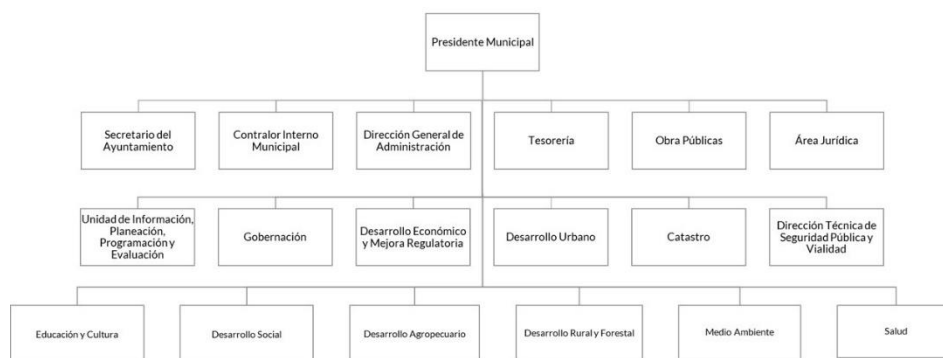 Presidente Municipal
Secretario del
Ayuntamiento
Contralor Interno
Municipal
Dirección General de
Administración
Tesorería
Obra Públicas
Área Jurídica
Unidad de Información,
Planeación,
Programación y
Evaluación
Gobernación
Desarrollo Económico
y Mejora Regulatoria
Desarrollo Urbano
Catastro
Dirección Técnica de
Seguridad Pública y
Vialidad
Educación y Cultura
Desarrollo Social
Desarrollo Agropecuario
Desarrollo Rural y Forestal
Medio Ambiente
Salud